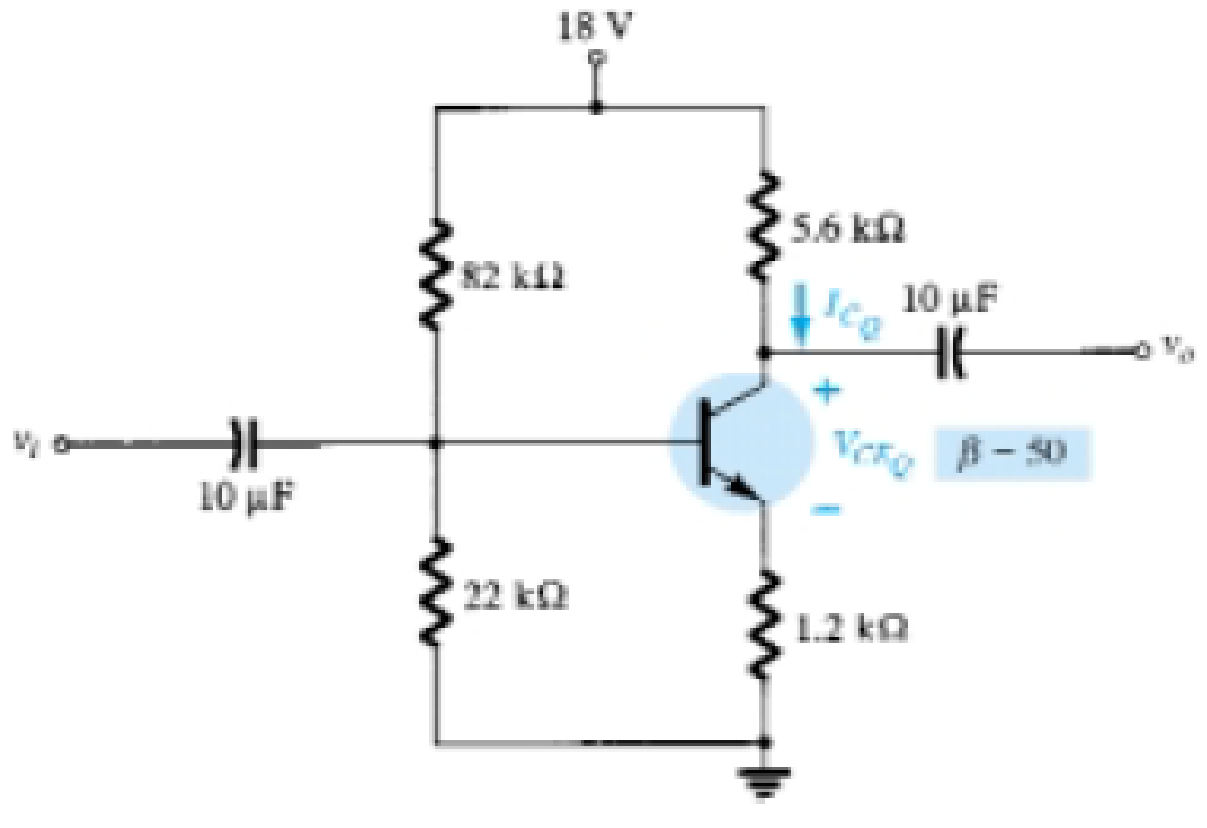 18 V
5.6 kΩ
82 kΩ
I_CQ
10 μF
v_o
v_i
V_CEQ
β = 50
10 μF
22 kΩ
1.2 kΩ
+
−